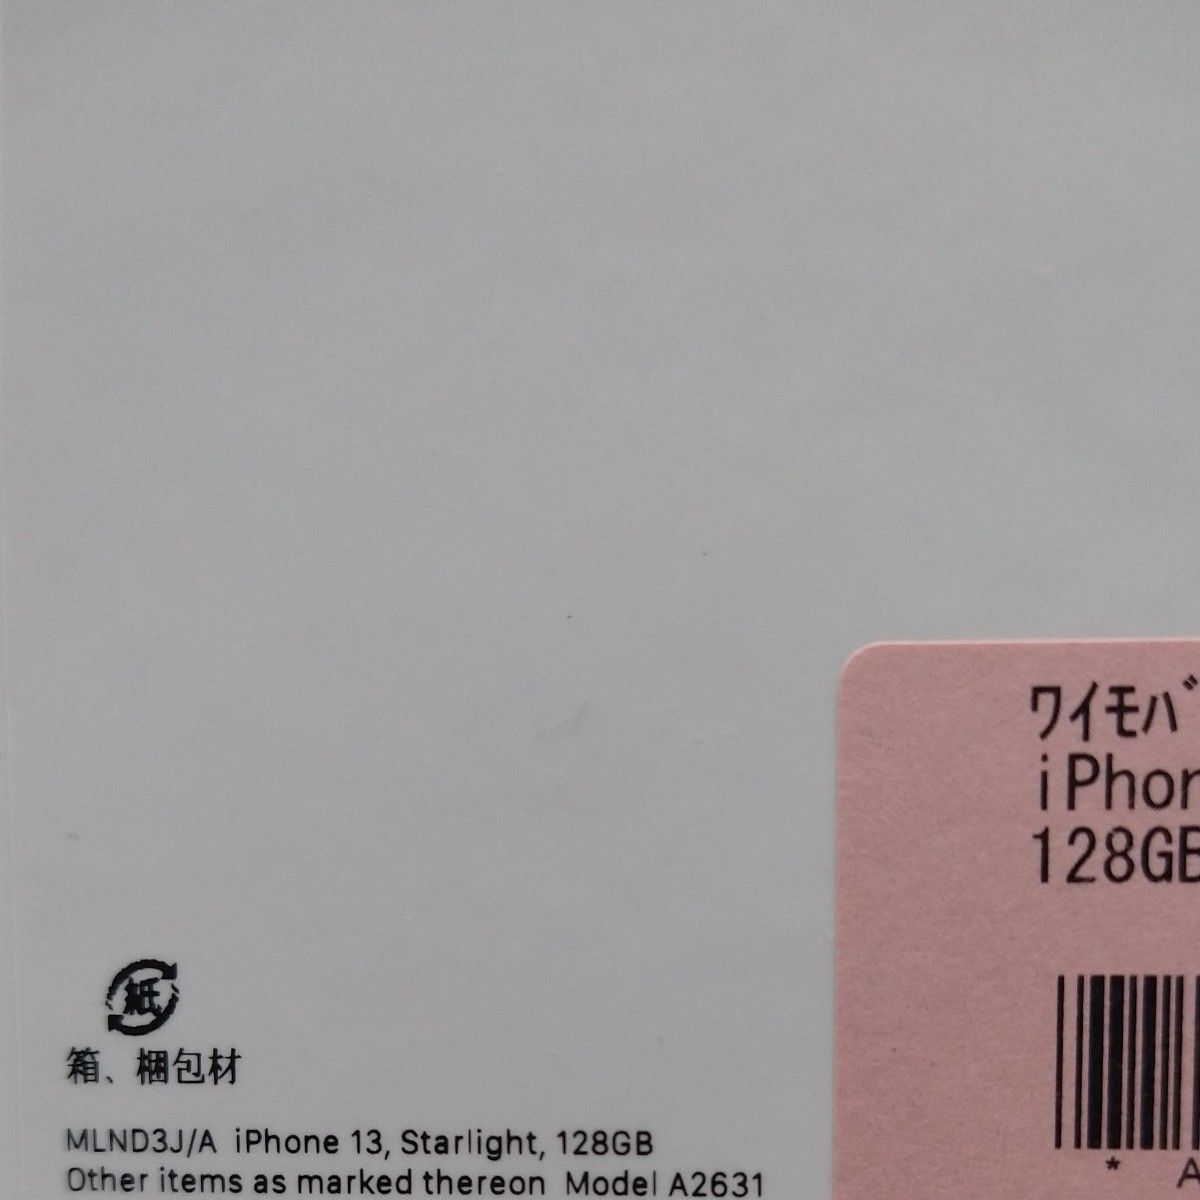 ﾜｲﾓﾊﾞ
iPhon
128GB
紙
箱、梱包材
MLND3J/A iPhone 13, Starlight, 128GB
Other items as marked thereon Model A2631
* A